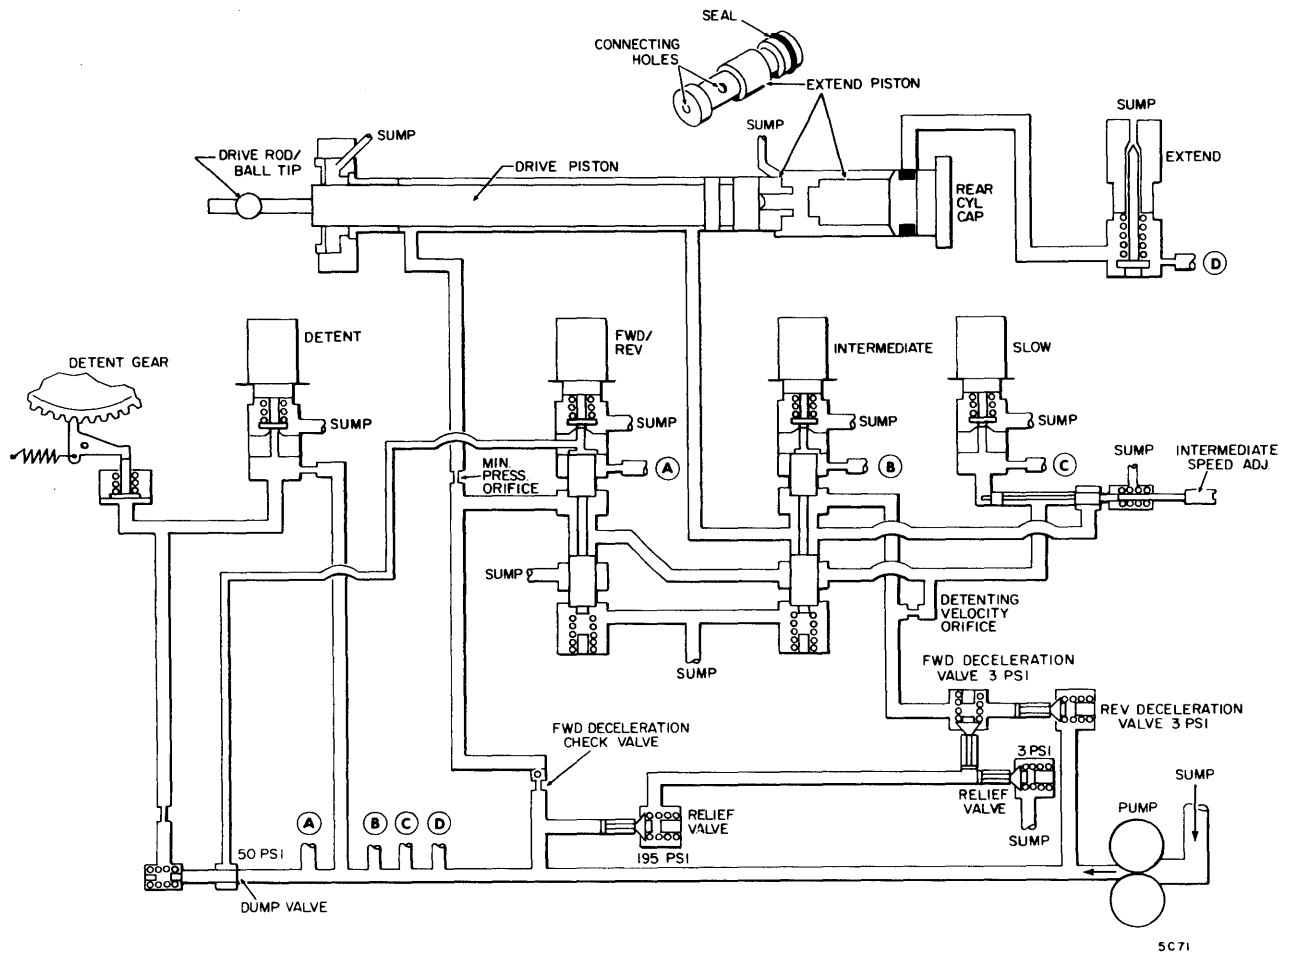 SEAL
CONNECTING
HOLES
EXTEND PISTON
SUMP
SUMP
SUMP
DRIVE ROD/
BALL TIP
DRIVE PISTON
EXTEND
REAR
CYL
CAP
D
DETENT
FWD/
REV
INTERMEDIATE
SLOW
DETENT GEAR
SUMP
SUMP
SUMP
SUMP
MIN.
PRESS.
ORIFICE
A
B
C
SUMP
INTERMEDIATE
SPEED ADJ.
SUMP
DETENTING
VELOCITY
ORIFICE
SUMP
FWD DECELERATION
VALVE 3 PSI
REV DECELERATION
VALVE 3 PSI
FWD DECELERATION
CHECK VALVE
3 PSI
RELIEF
VALVE
SUMP
SUMP
PUMP
RELIEF
VALVE
195 PSI
A
B
C
D
50 PSI
DUMP VALVE
5C71